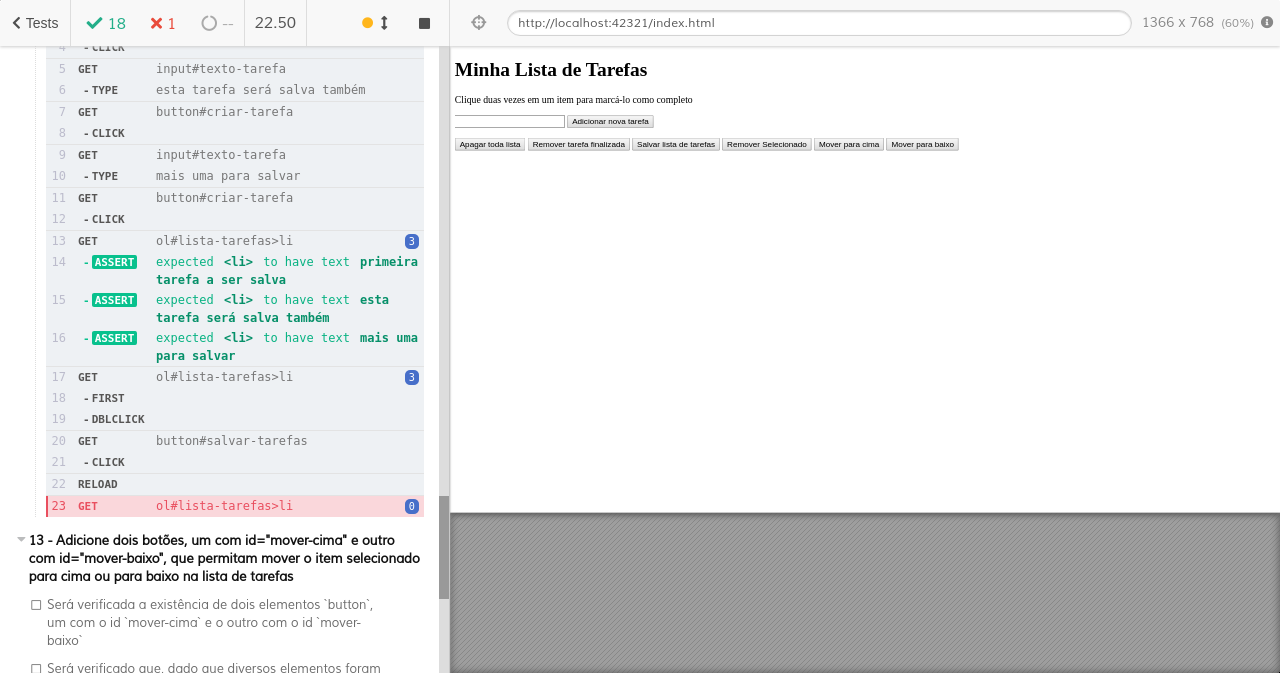 Tests 18 1 -- 22.50 http://localhost:42321/index.html 1366 x 768 (60%)
4 - CLICK
5 GET input#texto-tarefa
6 - TYPE esta tarefa será salva também
7 GET button#criar-tarefa
8 - CLICK
9 GET input#texto-tarefa
10 - TYPE mais uma para salvar
11 GET button#criar-tarefa
12 - CLICK
13 GET ol#lista-tarefas>li 3
14 - ASSERT expected <li> to have text primeira
tarefa a ser salva
15 - ASSERT expected <li> to have text esta
tarefa será salva também
16 - ASSERT expected <li> to have text mais uma
para salvar
17 GET ol#lista-tarefas>li 3
18 - FIRST
19 - DBLCLICK
20 GET button#salvar-tarefas
21 - CLICK
22 RELOAD
23 GET ol#lista-tarefas>li 0
13 - Adicione dois botões, um com id="mover-cima" e outro
com id="mover-baixo", que permitam mover o item selecionado
para cima ou para baixo na lista de tarefas
Será verificada a existência de dois elementos `button`,
um com o id `mover-cima` e o outro com o id `mover-
baixo`
Será verificado que, dado que diversos elementos foram
Minha Lista de Tarefas
Clique duas vezes em um item para marcá-lo como completo
Adicionar nova tarefa
Apagar toda lista Remover tarefa finalizada Salvar lista de tarefas Remover Selecionado Mover para cima Mover para baixo